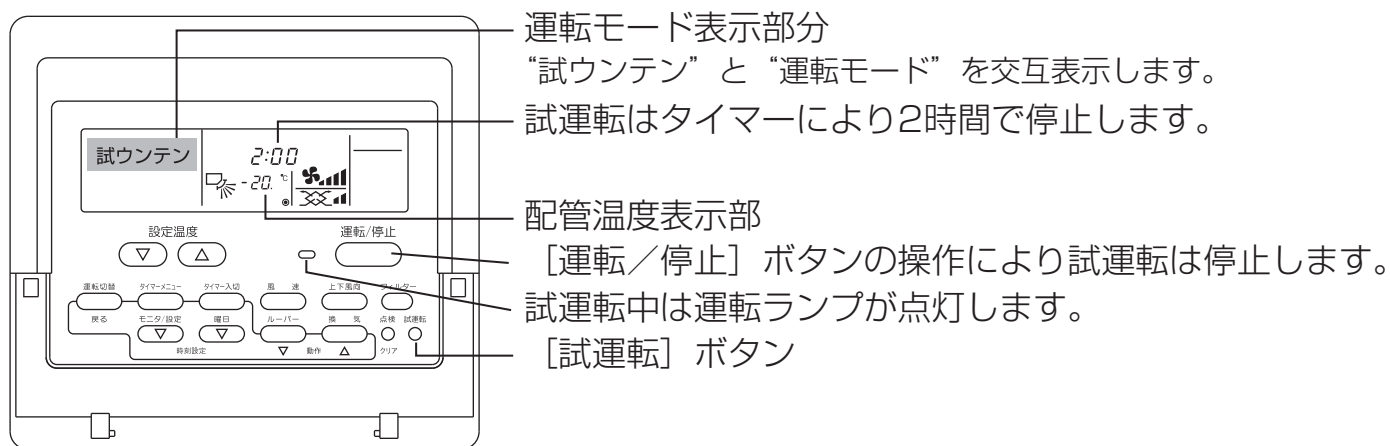 運転モード表示部分
“試ウンテン”と“運転モード”を交互表示します。
試運転はタイマーにより2時間で停止します。
試ウンテン
2:00
-20. ℃
配管温度表示部
設定温度
運転/停止
▽ △
［運転／停止］ボタンの操作により試運転は停止します。
運転切替 タイマーメニュー タイマー入切 風 速 上下風向 フィルター
試運転中は運転ランプが点灯します。
戻る モニタ/設定 曜日 ルーバー 換 気 点検 試運転
▽ ▽
時刻設定 ▽ 動作 △ クリア
［試運転］ボタン